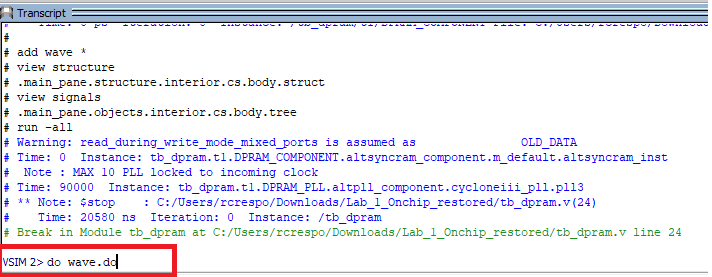 Transcript
#
# add wave *
# view structure
# .main_pane.structure.interior.cs.body.struct
# view signals
# .main_pane.objects.interior.cs.body.tree
# run -all
# Warning: read_during_write_mode_mixed_ports is assumed as OLD_DATA
# Time: 0 Instance: tb_dpram.t1.DPRAM_COMPONENT.altsyncram_component.m_default.altsyncram_inst
# Note : MAX 10 PLL locked to incoming clock
# Time: 90000 Instance: tb_dpram.t1.DPRAM_PLL.altpll_component.cycloneiii_pll.pll3
# ** Note: $stop : C:/Users/rcrespo/Downloads/Lab_1_Onchip_restored/tb_dpram.v(24)
# Time: 20580 ns Iteration: 0 Instance: /tb_dpram
# Break in Module tb_dpram at C:/Users/rcrespo/Downloads/Lab_1_Onchip_restored/tb_dpram.v line 24
VSIM 2> do wave.do